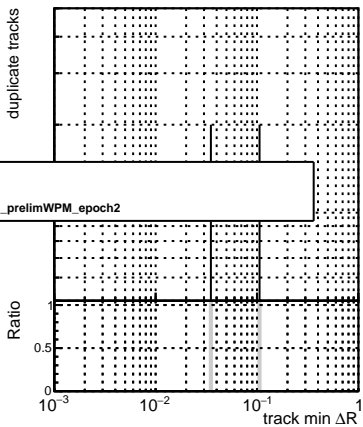 duplicate tracks
_prelimWPM_epoch2
Ratio
1
0.5
0
10⁻³ 10⁻² 10⁻¹ 1
track min ΔR